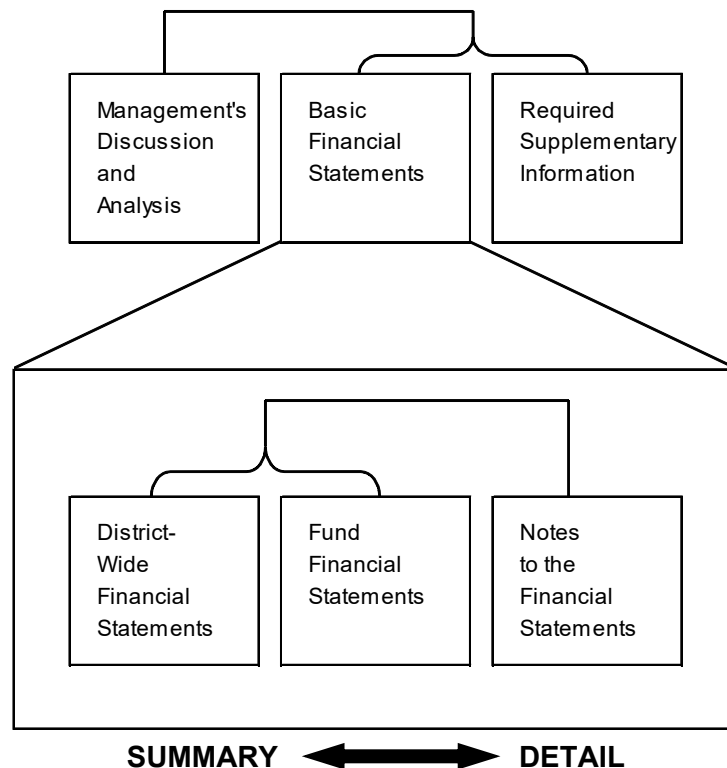 Management's
Discussion
and
Analysis
Basic
Financial
Statements
Required
Supplementary
Information
District-
Wide
Financial
Statements
Fund
Financial
Statements
Notes
to the
Financial
Statements
SUMMARY DETAIL